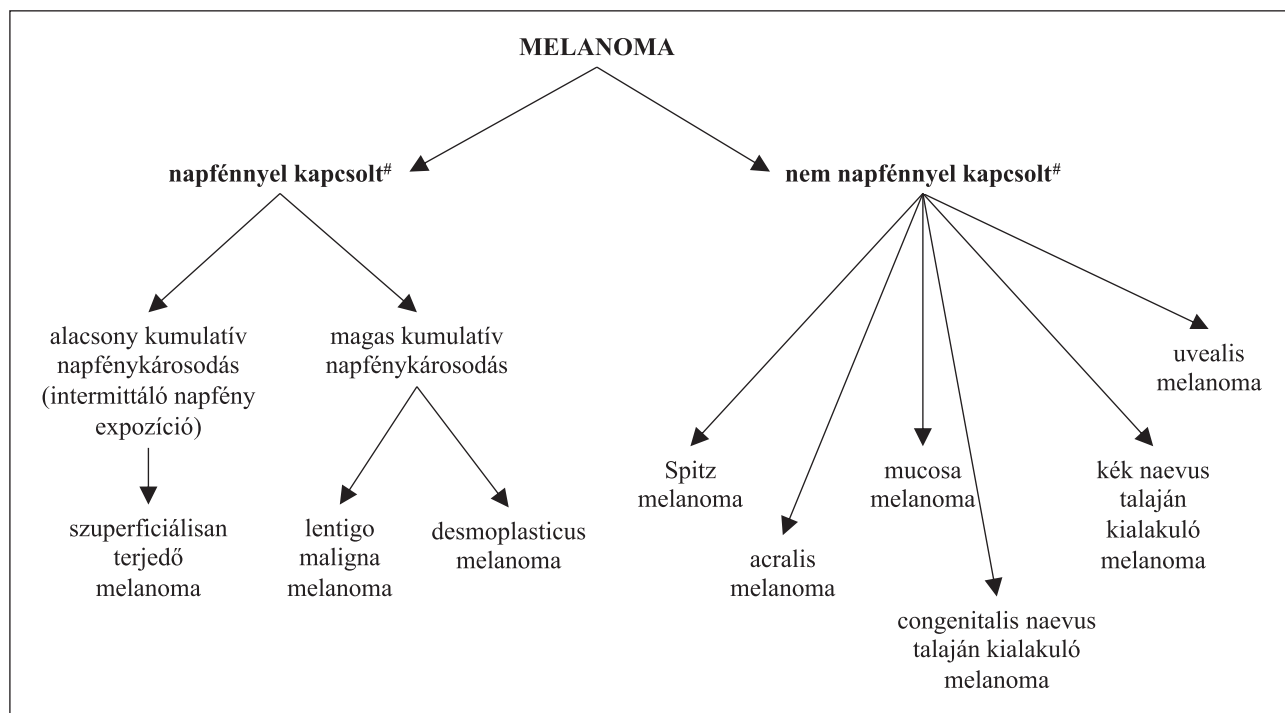 MELANOMA
napfénnyel kapcsolt#
nem napfénnyel kapcsolt#
alacsony kumulatív
napfénykárosodás
(intermittáló napfény
expozíció)
magas kumulatív
napfénykárosodás
szuperficiálisan
terjedő
melanoma
lentigo
maligna
melanoma
desmoplasticus
melanoma
Spitz
melanoma
acralis
melanoma
mucosa
melanoma
congenitalis naevus
talaján kialakuló
melanoma
kék naevus
talaján
kialakuló
melanoma
uvealis
melanoma